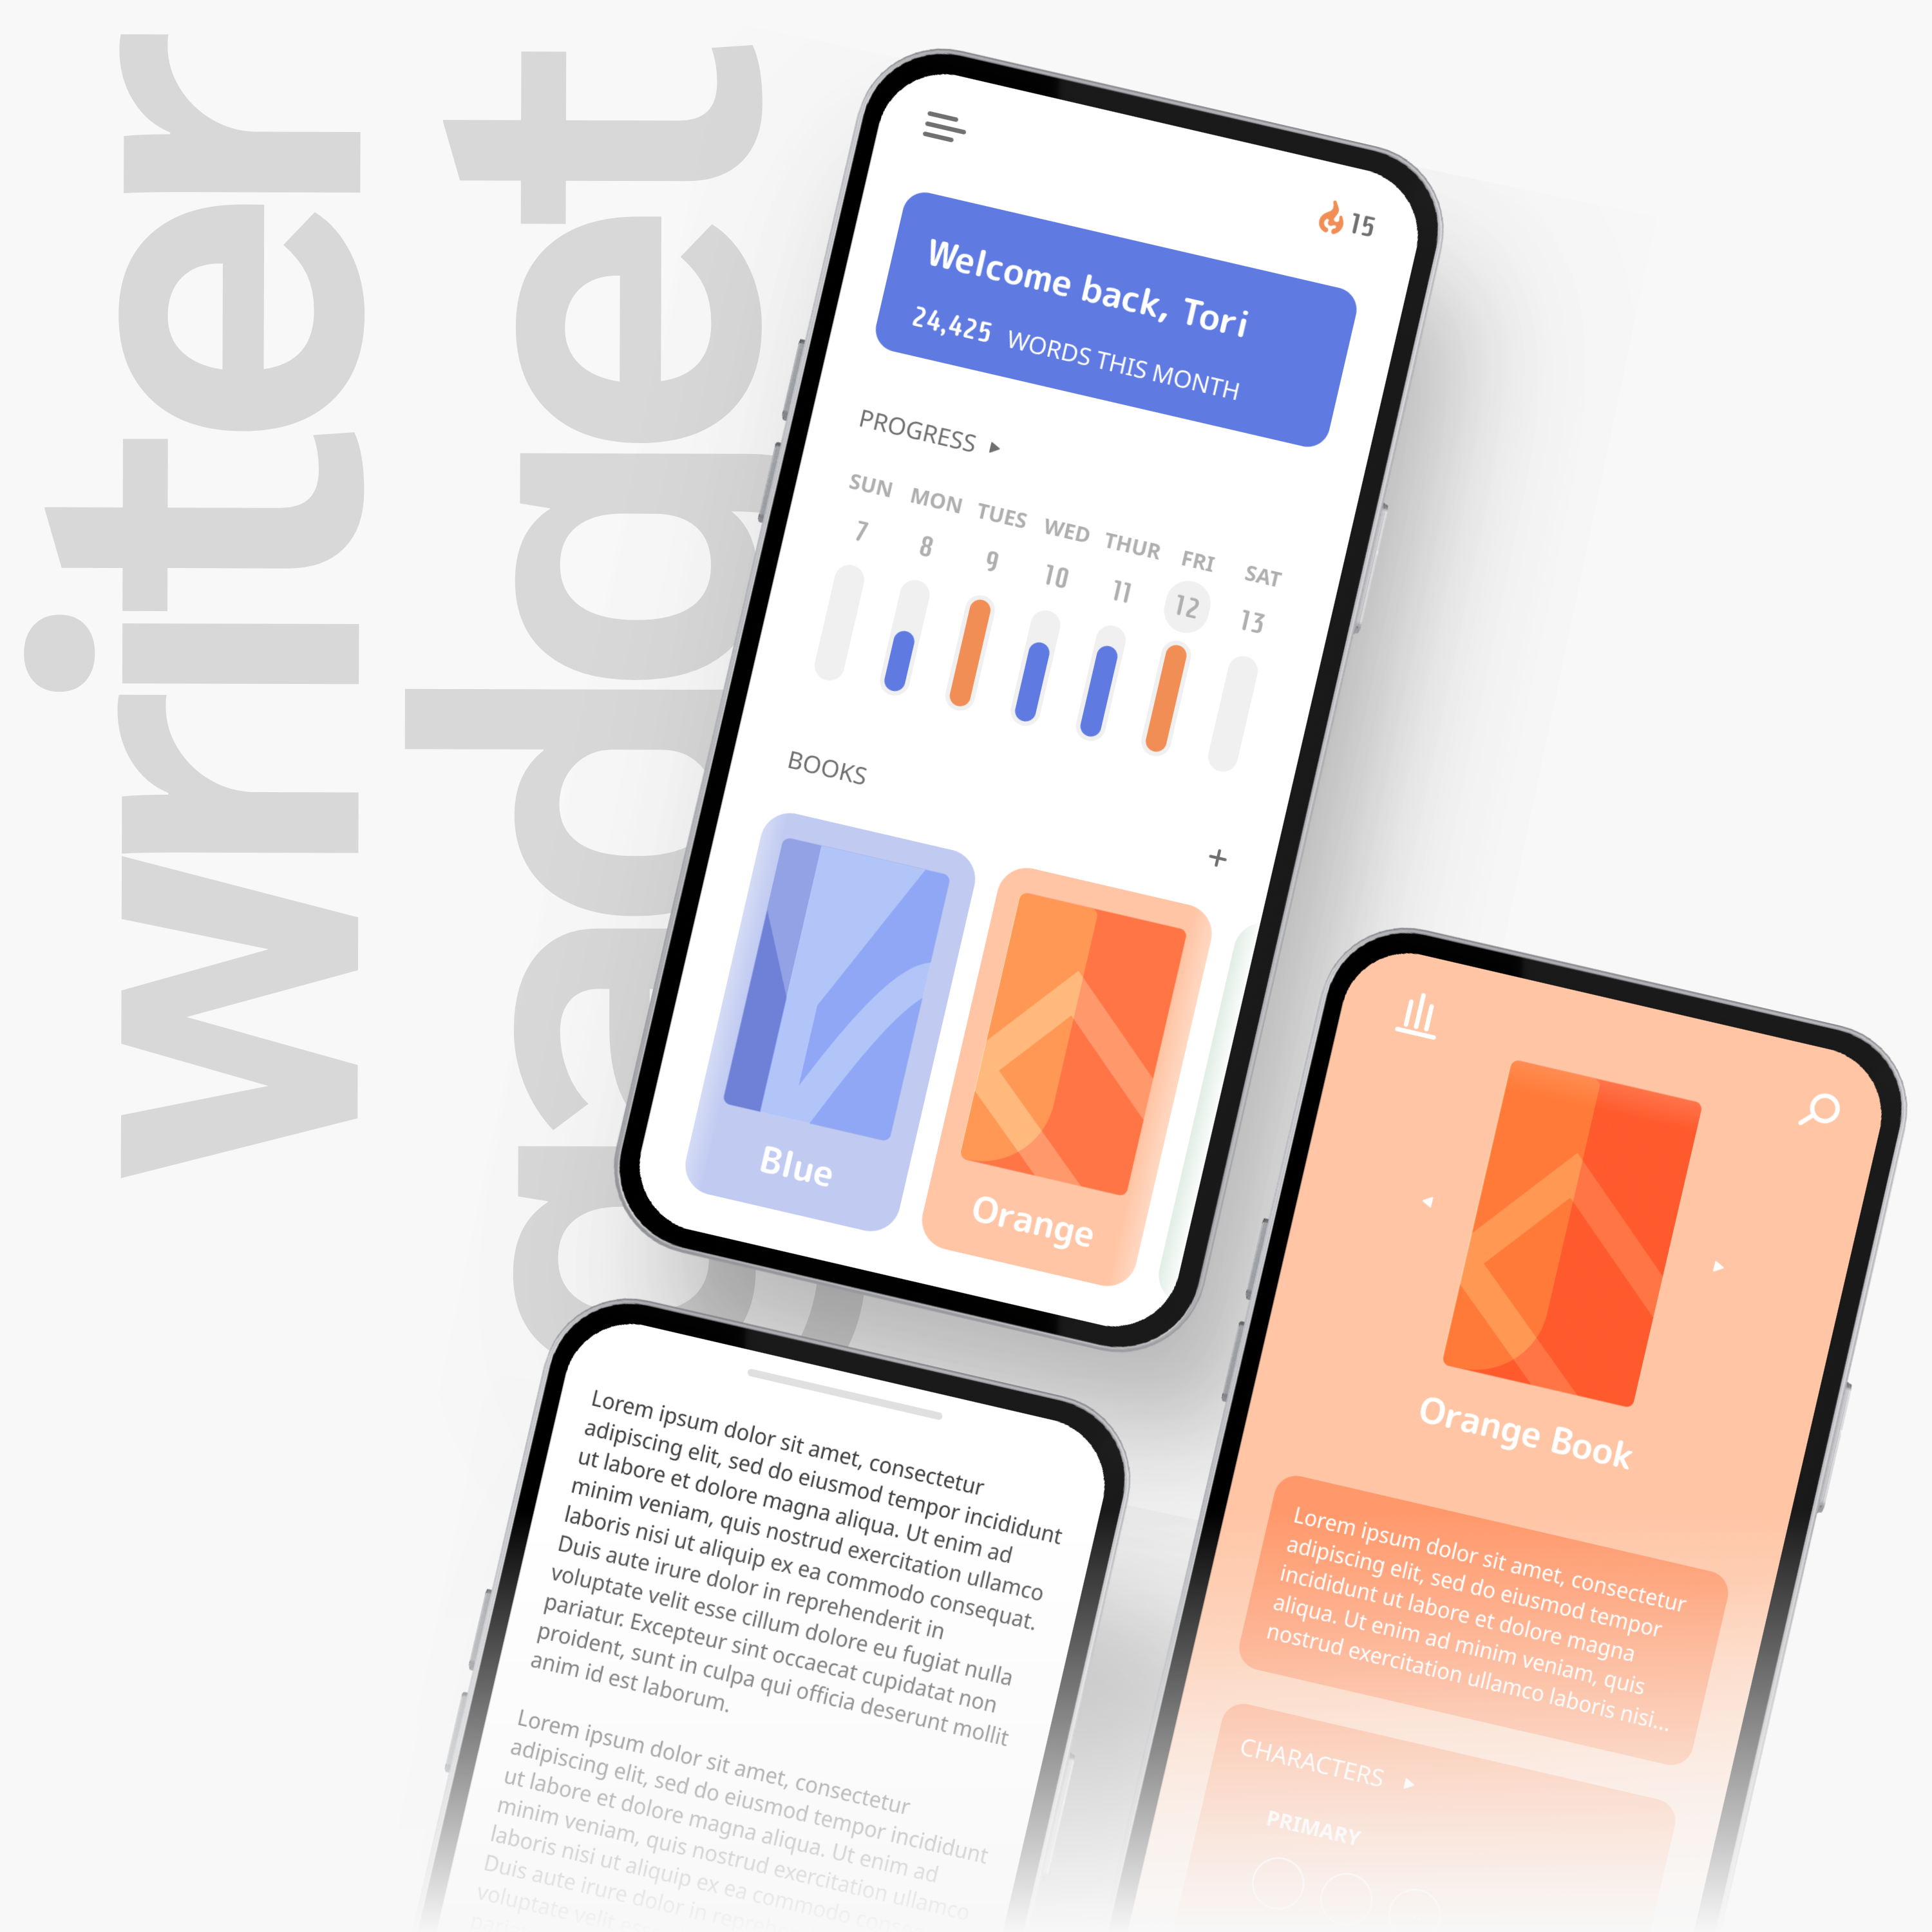 writer
gadget
15
Welcome back, Tori
24,425 WORDS THIS MONTH
PROGRESS
SUN MON TUES WED THUR FRI SAT
7 8 9 10 11 12 13
BOOKS
+
Blue
Orange
Orange Book
Lorem ipsum dolor sit amet, consectetur
adipiscing elit, sed do eiusmod tempor
incididunt ut labore et dolore magna
aliqua. Ut enim ad minim veniam, quis
nostrud exercitation ullamco laboris nisi...
CHARACTERS
PRIMARY
Lorem ipsum dolor sit amet, consectetur
adipiscing elit, sed do eiusmod tempor incididunt
ut labore et dolore magna aliqua. Ut enim ad
minim veniam, quis nostrud exercitation ullamco
laboris nisi ut aliquip ex ea commodo consequat.
Duis aute irure dolor in reprehenderit in
voluptate velit esse cillum dolore eu fugiat nulla
pariatur. Excepteur sint occaecat cupidatat non
proident, sunt in culpa qui officia deserunt mollit
anim id est laborum.
Lorem ipsum dolor sit amet, consectetur
adipiscing elit, sed do eiusmod tempor incididunt
ut labore et dolore magna aliqua. Ut enim ad
minim veniam, quis nostrud exercitation ullamco
laboris nisi ut aliquip ex ea commodo
Duis aute irure dolor in
voluptate velit